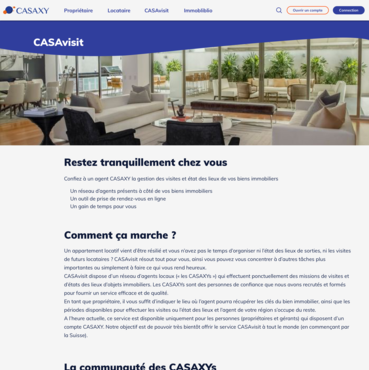 CASAXY Propriétaire Locataire CASAvisit Immobiblio Ouvrir un compte Connexion
CASAvisit
Restez tranquillement chez vous
Confiez à un agent CASAXY la gestion des visites et état des lieux de vos biens immobiliers
Un réseau d'agents présents à côté de vos biens immobiliers
Un outil de prise de rendez-vous en ligne
Un gain de temps pour vous
Comment ça marche ?
Un appartement locatif vient d'être résilié et vous n'avez pas le temps d'organiser ni l'état des lieux de sorties, ni les visites
de futurs locataires ? CASAvisit résout tout pour vous, ainsi vous pouvez vous concentrer à d'autres tâches plus
importantes ou simplement à faire ce qui vous rend heureux.
CASAvisit dispose d'un réseau d'agents locaux (« les CASAXYs ») qui effectuent ponctuellement des missions de visites et
d'états des lieux d'objets immobiliers. Les CASAXYs sont des personnes de confiance que nous avons recrutés et formés
pour fournir un service efficace et de qualité.
En tant que propriétaire, il vous suffit d'indiquer le lieu où l'agent pourra récupérer les clés du bien immobilier, ainsi que les
périodes disponibles pour effectuer les visites ou l'état des lieux et l'agent de votre région s'occupe du reste.
A l'heure actuelle, ce service est disponible uniquement pour les personnes (propriétaires et gérants) qui disposent d'un
compte CASAXY. Notre objectif est de pouvoir très bientôt offrir le service CASAvisit à tout le monde (en commençant par
la Suisse).
La communauté des CASAXYs